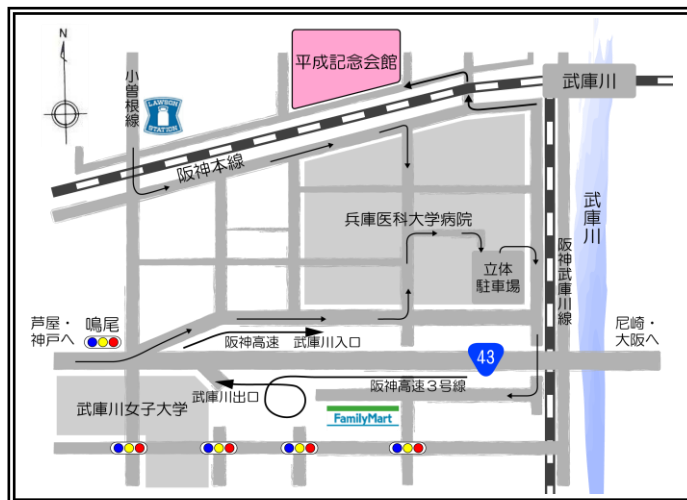 N
小曽根線
LAWSON
STATION
平成記念会館
武庫川
阪神本線
兵庫医科大学病院
立体
駐車場
阪神武庫川線
武庫川
芦屋・
神戸へ
鳴尾
阪神高速 武庫川入口
43
尼崎・
大阪へ
武庫川出口
阪神高速3号線
武庫川女子大学
FamilyMart